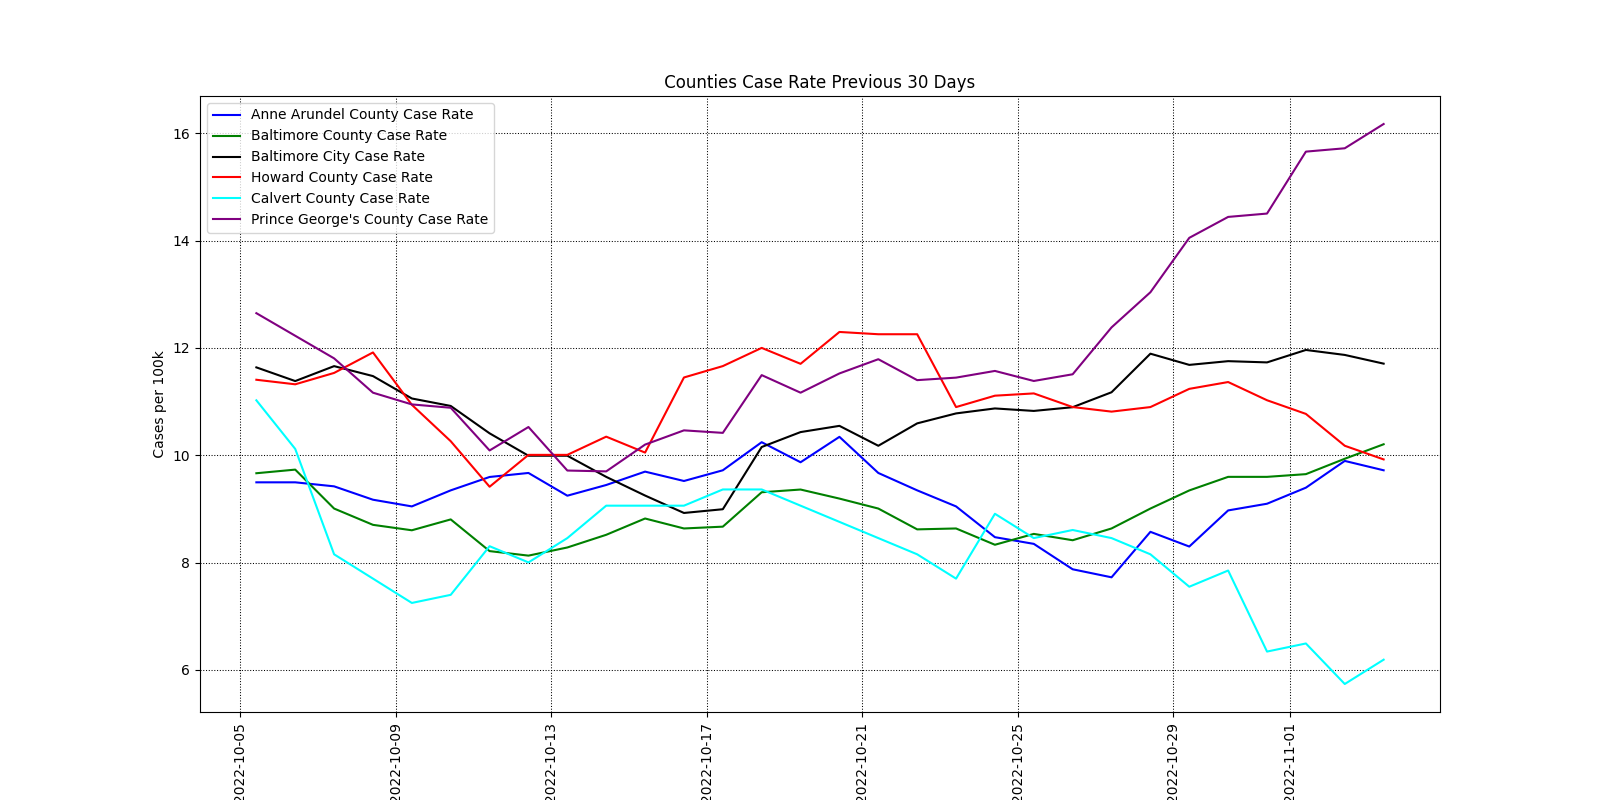 Counties Case Rate Previous 30 Days
Anne Arundel County Case Rate
Baltimore County Case Rate
Baltimore City Case Rate
Howard County Case Rate
Calvert County Case Rate
Prince George's County Case Rate
Cases per 100k
16
14
12
10
8
6
2022-10-05
2022-10-09
2022-10-13
2022-10-17
2022-10-21
2022-10-25
2022-10-29
2022-11-01